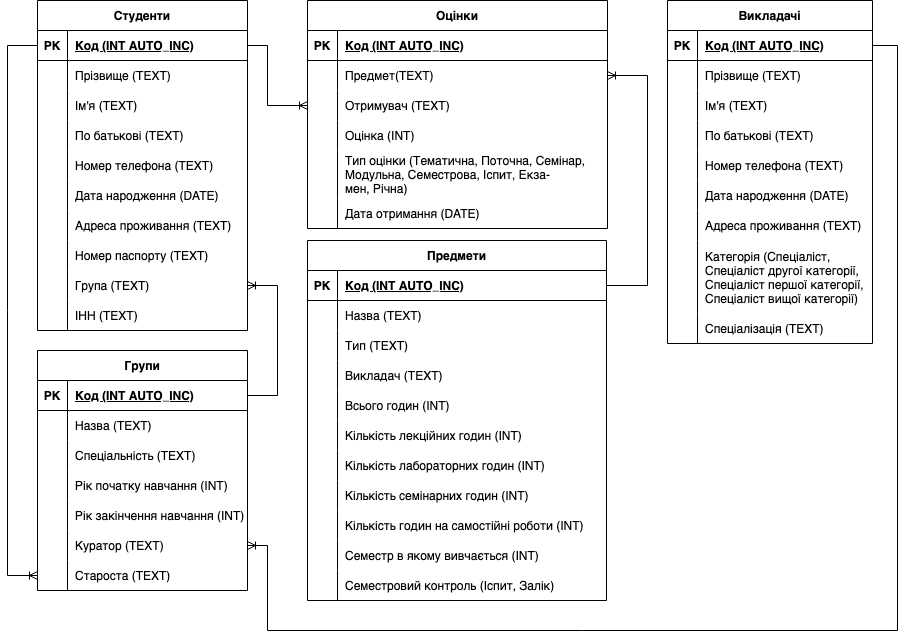 Студенти
PK Код (INT AUTO_INC)
Прізвище (TEXT)
Ім'я (TEXT)
По батькові (TEXT)
Номер телефона (TEXT)
Дата народження (DATE)
Адреса проживання (TEXT)
Номер паспорту (TEXT)
Група (TEXT)
ІНН (TEXT)
Групи
PK Код (INT AUTO_INC)
Назва (TEXT)
Спеціальність (TEXT)
Рік початку навчання (INT)
Рік закінчення навчання (INT)
Куратор (TEXT)
Староста (TEXT)
Оцінки
PK Код (INT AUTO_INC)
Предмет(TEXT)
Отримувач (TEXT)
Оцінка (INT)
Тип оцінки (Тематична, Поточна, Семінар,
Модульна, Семестрова, Іспит, Екза-
мен, Річна)
Дата отримання (DATE)
Предмети
PK Код (INT AUTO_INC)
Назва (TEXT)
Тип (TEXT)
Викладач (TEXT)
Всього годин (INT)
Кількість лекційних годин (INT)
Кількість лабораторних годин (INT)
Кількість семінарних годин (INT)
Кількість годин на самостійні роботи (INT)
Семестр в якому вивчається (INT)
Семестровий контроль (Іспит, Залік)
Викладачі
PK Код (INT AUTO_INC)
Прізвище (TEXT)
Ім'я (TEXT)
По батькові (TEXT)
Номер телефона (TEXT)
Дата народження (DATE)
Адреса проживання (TEXT)
Категорія (Спеціаліст,
Спеціаліст другої категорії,
Спеціаліст першої категорії,
Спеціаліст вищої категорії)
Спеціалізація (TEXT)